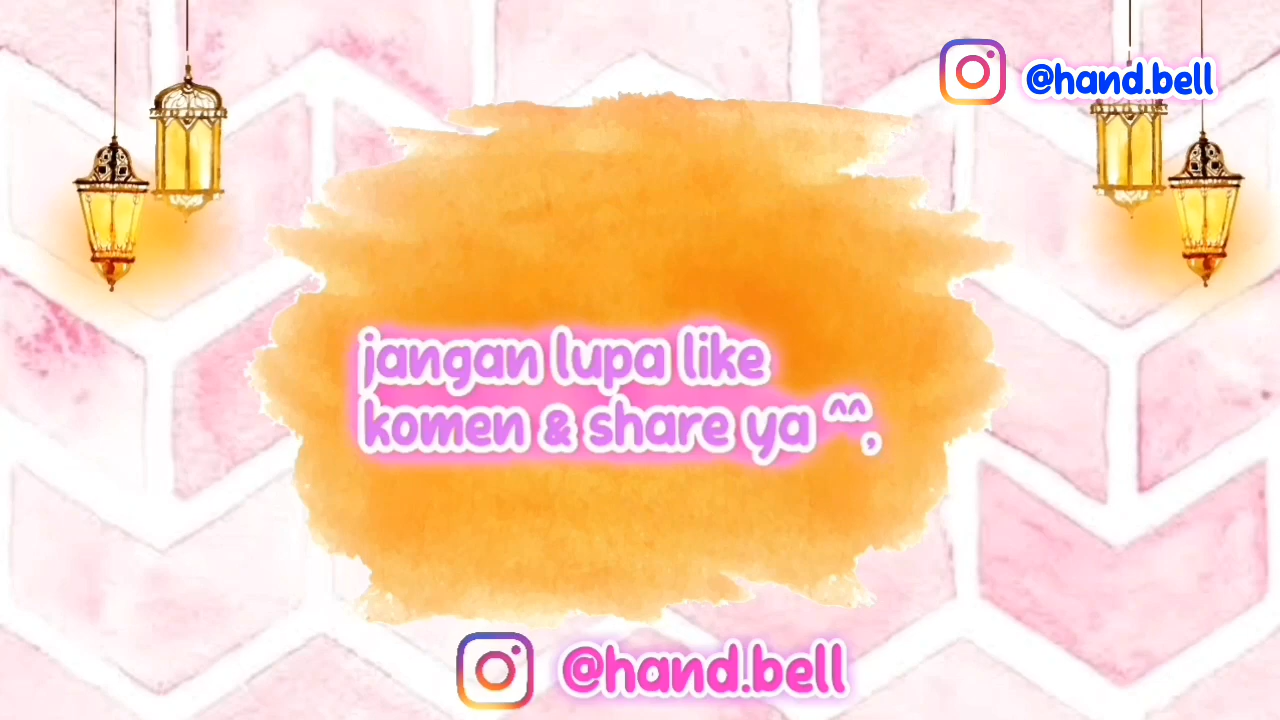 @hand.bell
jangan lupa like
komen & share ya ^^,
@hand.bell